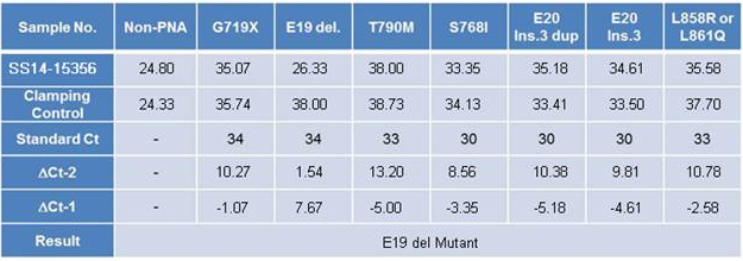 Sample No. Non-PNA G719X E19 del. T790M S768I E20 Ins.3 dup E20 Ins.3 L858R or L861Q
SS14-15356 24.80 35.07 26.33 38.00 33.35 35.18 34.61 35.58
Clamping Control 24.33 35.74 38.00 38.73 34.13 33.41 33.50 37.70
Standard Ct - 34 34 33 30 30 30 33
ΔCt-2 - 10.27 1.54 13.20 8.56 10.38 9.81 10.78
ΔCt-1 - -1.07 7.67 -5.00 -3.35 -5.18 -4.61 -2.58
Result E19 del Mutant